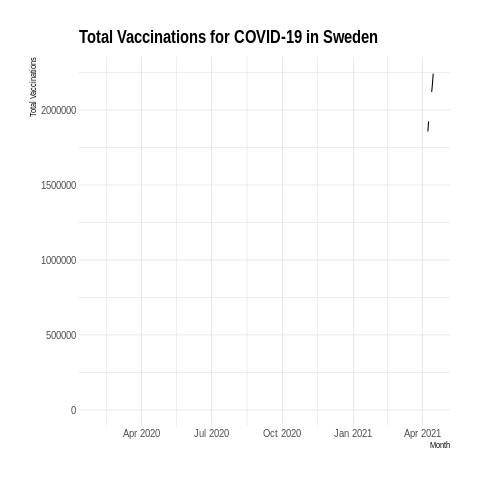 Total Vaccinations for COVID-19 in Sweden
Total Vaccinations
2000000
1500000
1000000
500000
0
Apr 2020 Jul 2020 Oct 2020 Jan 2021 Apr 2021
Month